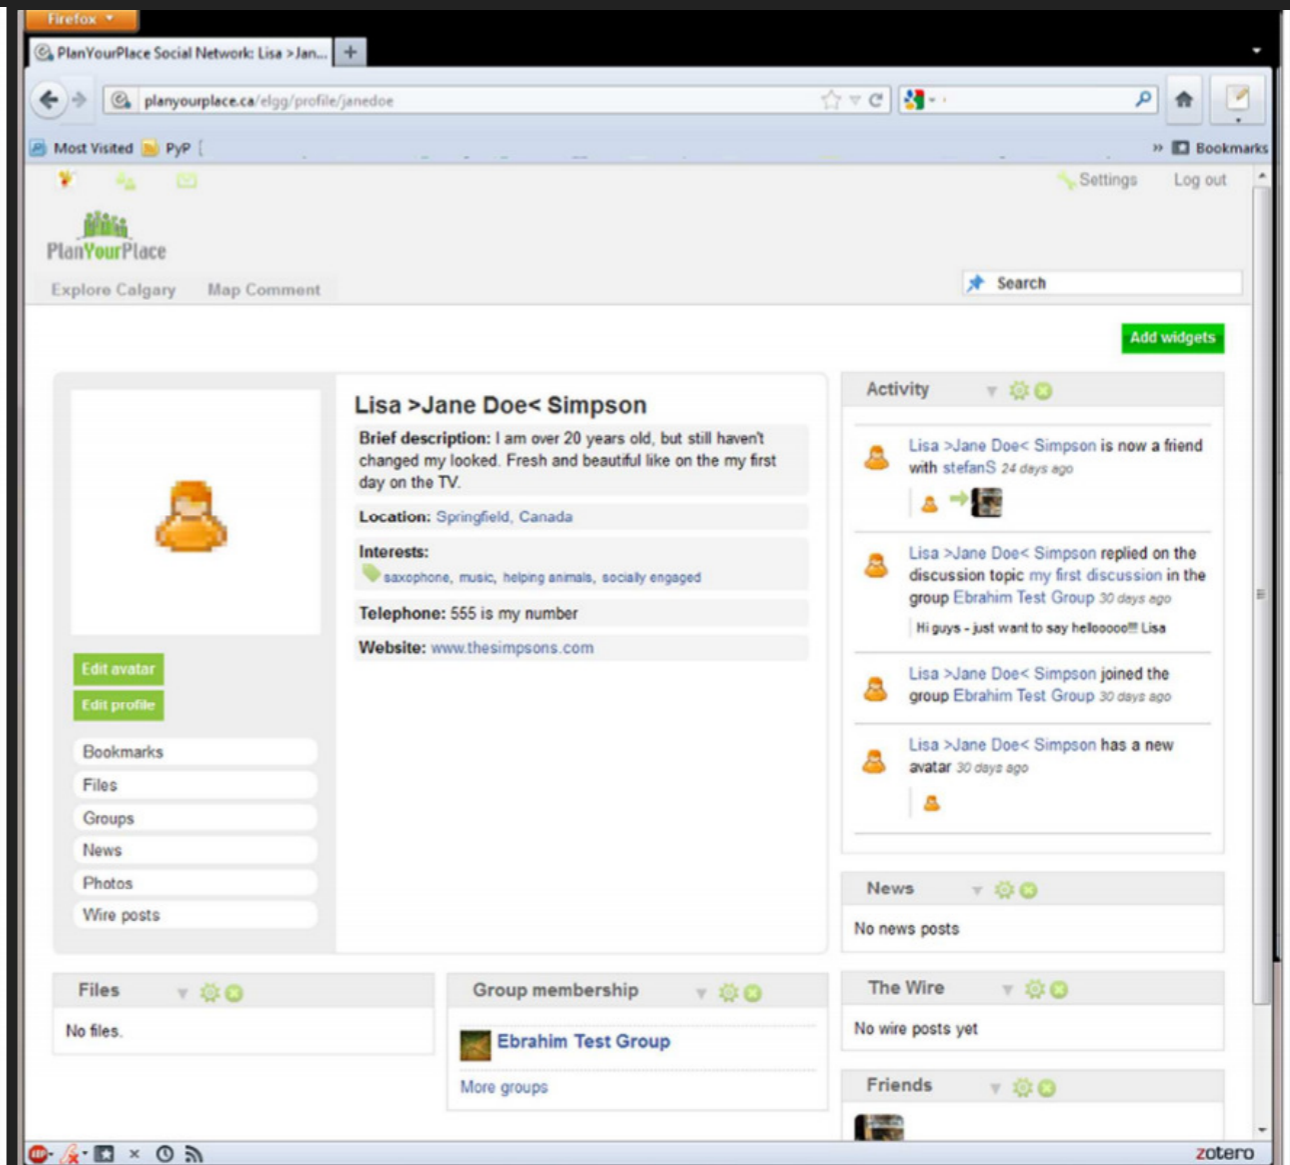 Firefox
PlanYourPlace Social Network: Lisa >Jan...
planyourplace.ca/elgg/profile/janedoe
Most Visited PyP [ » Bookmarks
Settings Log out
PlanYourPlace
Explore Calgary Map Comment
Search
Add widgets
Lisa >Jane Doe< Simpson
Brief description: I am over 20 years old, but still haven't
changed my looked. Fresh and beautiful like on the my first
day on the TV.
Location: Springfield, Canada
Interests:
saxophone, music, helping animals, socially engaged
Telephone: 555 is my number
Website: www.thesimpsons.com
Edit avatar
Edit profile
Bookmarks
Files
Groups
News
Photos
Wire posts
Activity
Lisa >Jane Doe< Simpson is now a friend
with stefanS 24 days ago
Lisa >Jane Doe< Simpson replied on the
discussion topic my first discussion in the
group Ebrahim Test Group 30 days ago
Hi guys - just want to say hellooooo!!! Lisa
Lisa >Jane Doe< Simpson joined the
group Ebrahim Test Group 30 days ago
Lisa >Jane Doe< Simpson has a new
avatar 30 days ago
News
No news posts
Files
No files.
Group membership
Ebrahim Test Group
More groups
The Wire
No wire posts yet
Friends
zotero